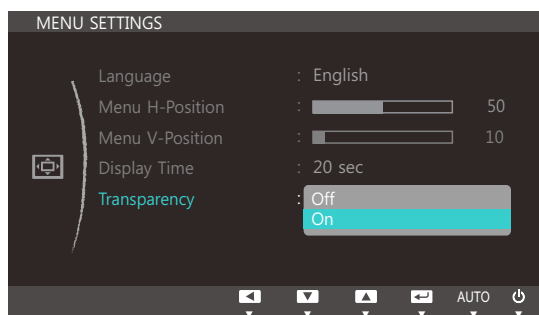 MENU SETTINGS
Language : English
Menu H-Position : 50
Menu V-Position : 10
Display Time : 20 sec
Transparency : Off
On
AUTO